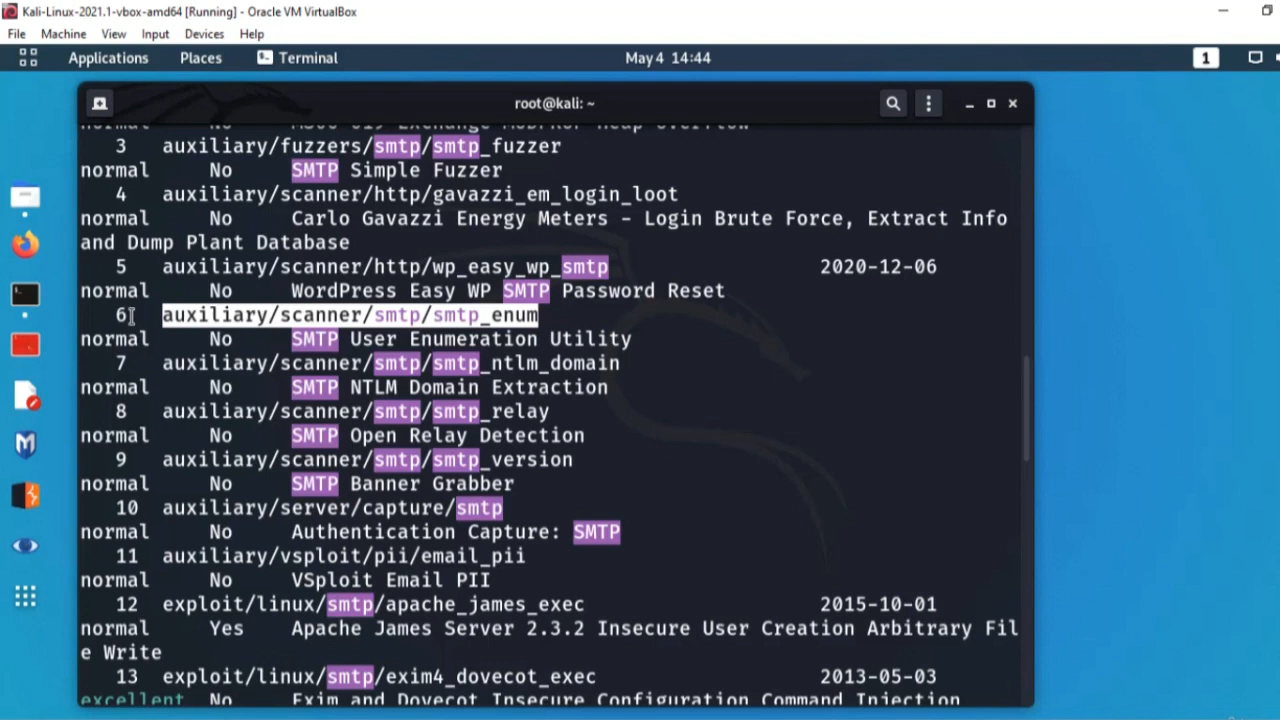 Kali-Linux-2021.1-vbox-amd64 [Running] - Oracle VM VirtualBox
File Machine View Input Devices Help
Applications Places Terminal May 4 14:44 1
root@kali: ~
normal No MS06-019 Exchange MODPROP Heap Overflow
3 auxiliary/fuzzers/smtp/smtp_fuzzer
normal No SMTP Simple Fuzzer
4 auxiliary/scanner/http/gavazzi_em_login_loot
normal No Carlo Gavazzi Energy Meters - Login Brute Force, Extract Info
and Dump Plant Database
5 auxiliary/scanner/http/wp_easy_wp_smtp 2020-12-06
normal No WordPress Easy WP SMTP Password Reset
6 auxiliary/scanner/smtp/smtp_enum
normal No SMTP User Enumeration Utility
7 auxiliary/scanner/smtp/smtp_ntlm_domain
normal No SMTP NTLM Domain Extraction
8 auxiliary/scanner/smtp/smtp_relay
normal No SMTP Open Relay Detection
9 auxiliary/scanner/smtp/smtp_version
normal No SMTP Banner Grabber
10 auxiliary/server/capture/smtp
normal No Authentication Capture: SMTP
11 auxiliary/vsploit/pii/email_pii
normal No VSploit Email PII
12 exploit/linux/smtp/apache_james_exec 2015-10-01
normal Yes Apache James Server 2.3.2 Insecure User Creation Arbitrary Fil
e Write
13 exploit/linux/smtp/exim4_dovecot_exec 2013-05-03
excellent No Exim and Dovecot Insecure Configuration Command Injection